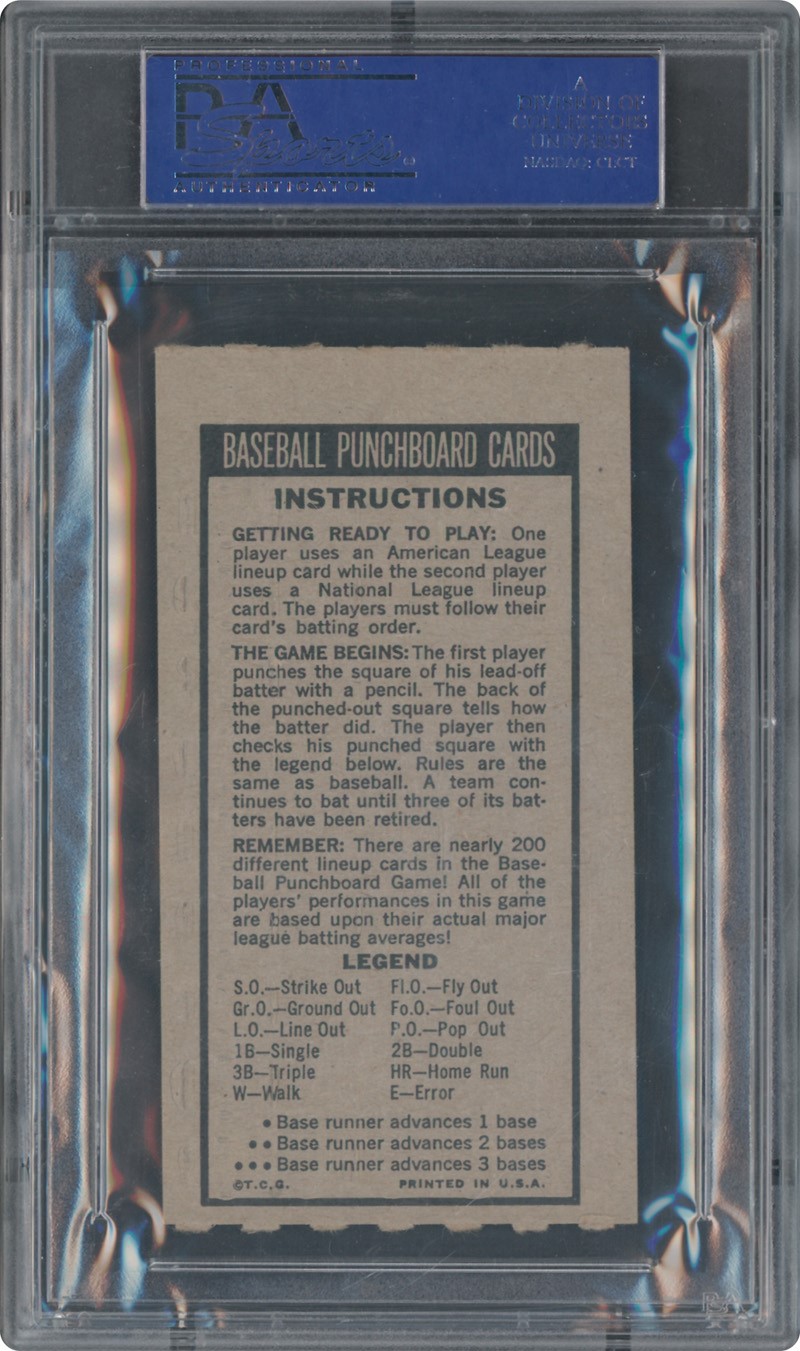 PROFESSIONAL
PSA
Sports
AUTHENTICATOR
A
DIVISION OF
COLLECTORS
UNIVERSE
NASDAQ: CLCT
BASEBALL PUNCHBOARD CARDS
INSTRUCTIONS
GETTING READY TO PLAY: One
player uses an American League
lineup card while the second player
uses a National League lineup
card. The players must follow their
card's batting order.
THE GAME BEGINS: The first player
punches the square of his lead-off
batter with a pencil. The back of
the punched-out square tells how
the batter did. The player then
checks his punched square with
the legend below. Rules are the
same as baseball. A team con-
tinues to bat until three of its bat-
ters have been retired.
REMEMBER: There are nearly 200
different lineup cards in the Base-
ball Punchboard Game! All of the
players' performances in this game
are based upon their actual major
league batting averages!
LEGEND
S.O.—Strike Out Fl.O.—Fly Out
Gr.O.—Ground Out Fo.O.—Foul Out
L.O.—Line Out P.O.—Pop Out
1B—Single 2B—Double
3B—Triple HR—Home Run
W—Walk E—Error
• Base runner advances 1 base
• • Base runner advances 2 bases
• • • Base runner advances 3 bases
©T.C.G. PRINTED IN U.S.A.
PSA